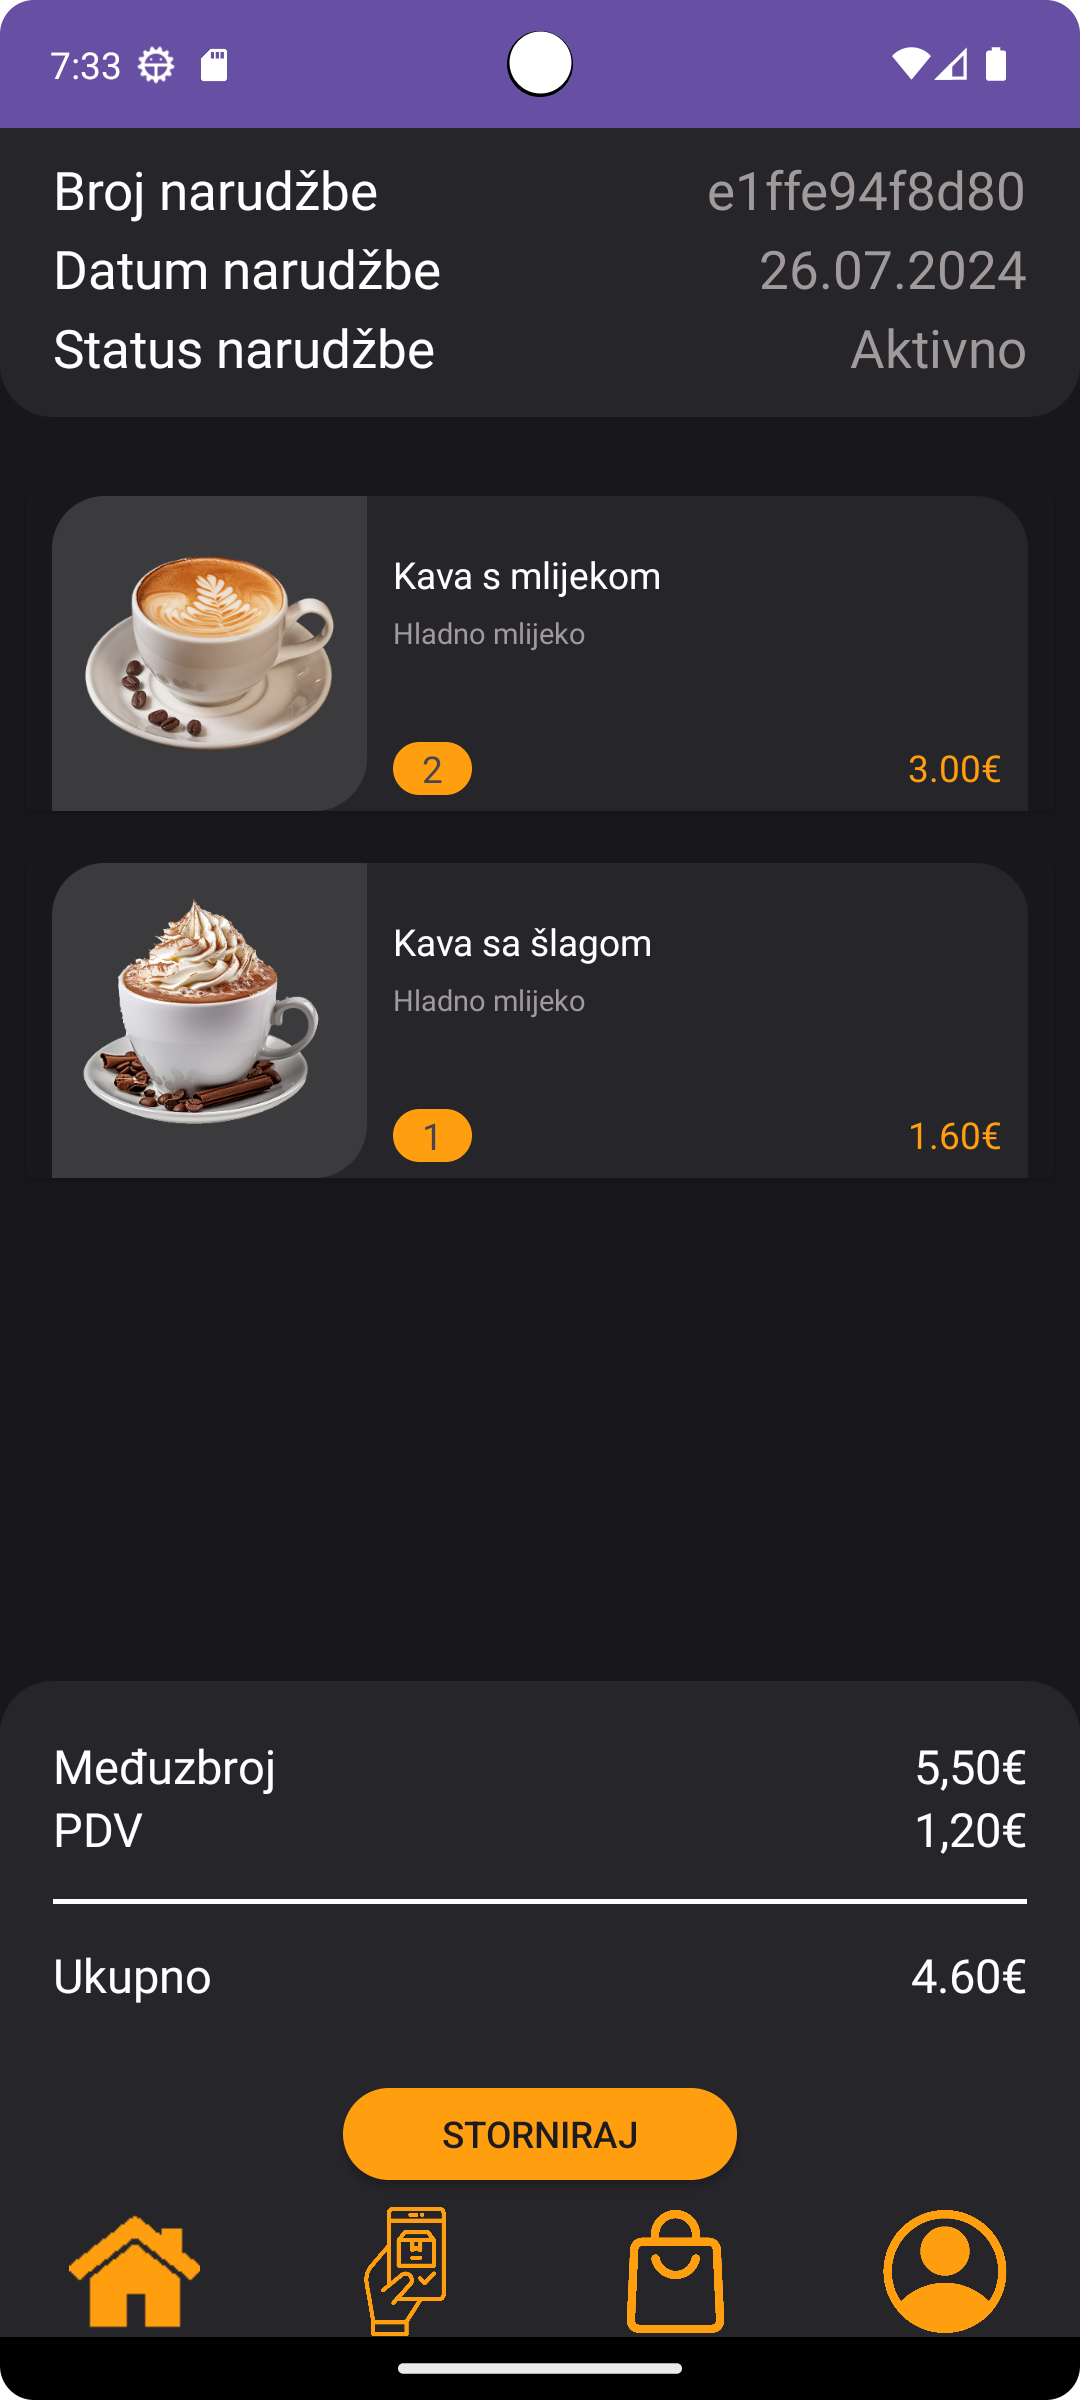 7:33
Broj narudžbe e1ffe94f8d80
Datum narudžbe 26.07.2024
Status narudžbe Aktivno
Kava s mlijekom
Hladno mlijeko
2 3.00€
Kava sa šlagom
Hladno mlijeko
1 1.60€
Međuzbroj 5,50€
PDV 1,20€
Ukupno 4.60€
STORNIRAJ